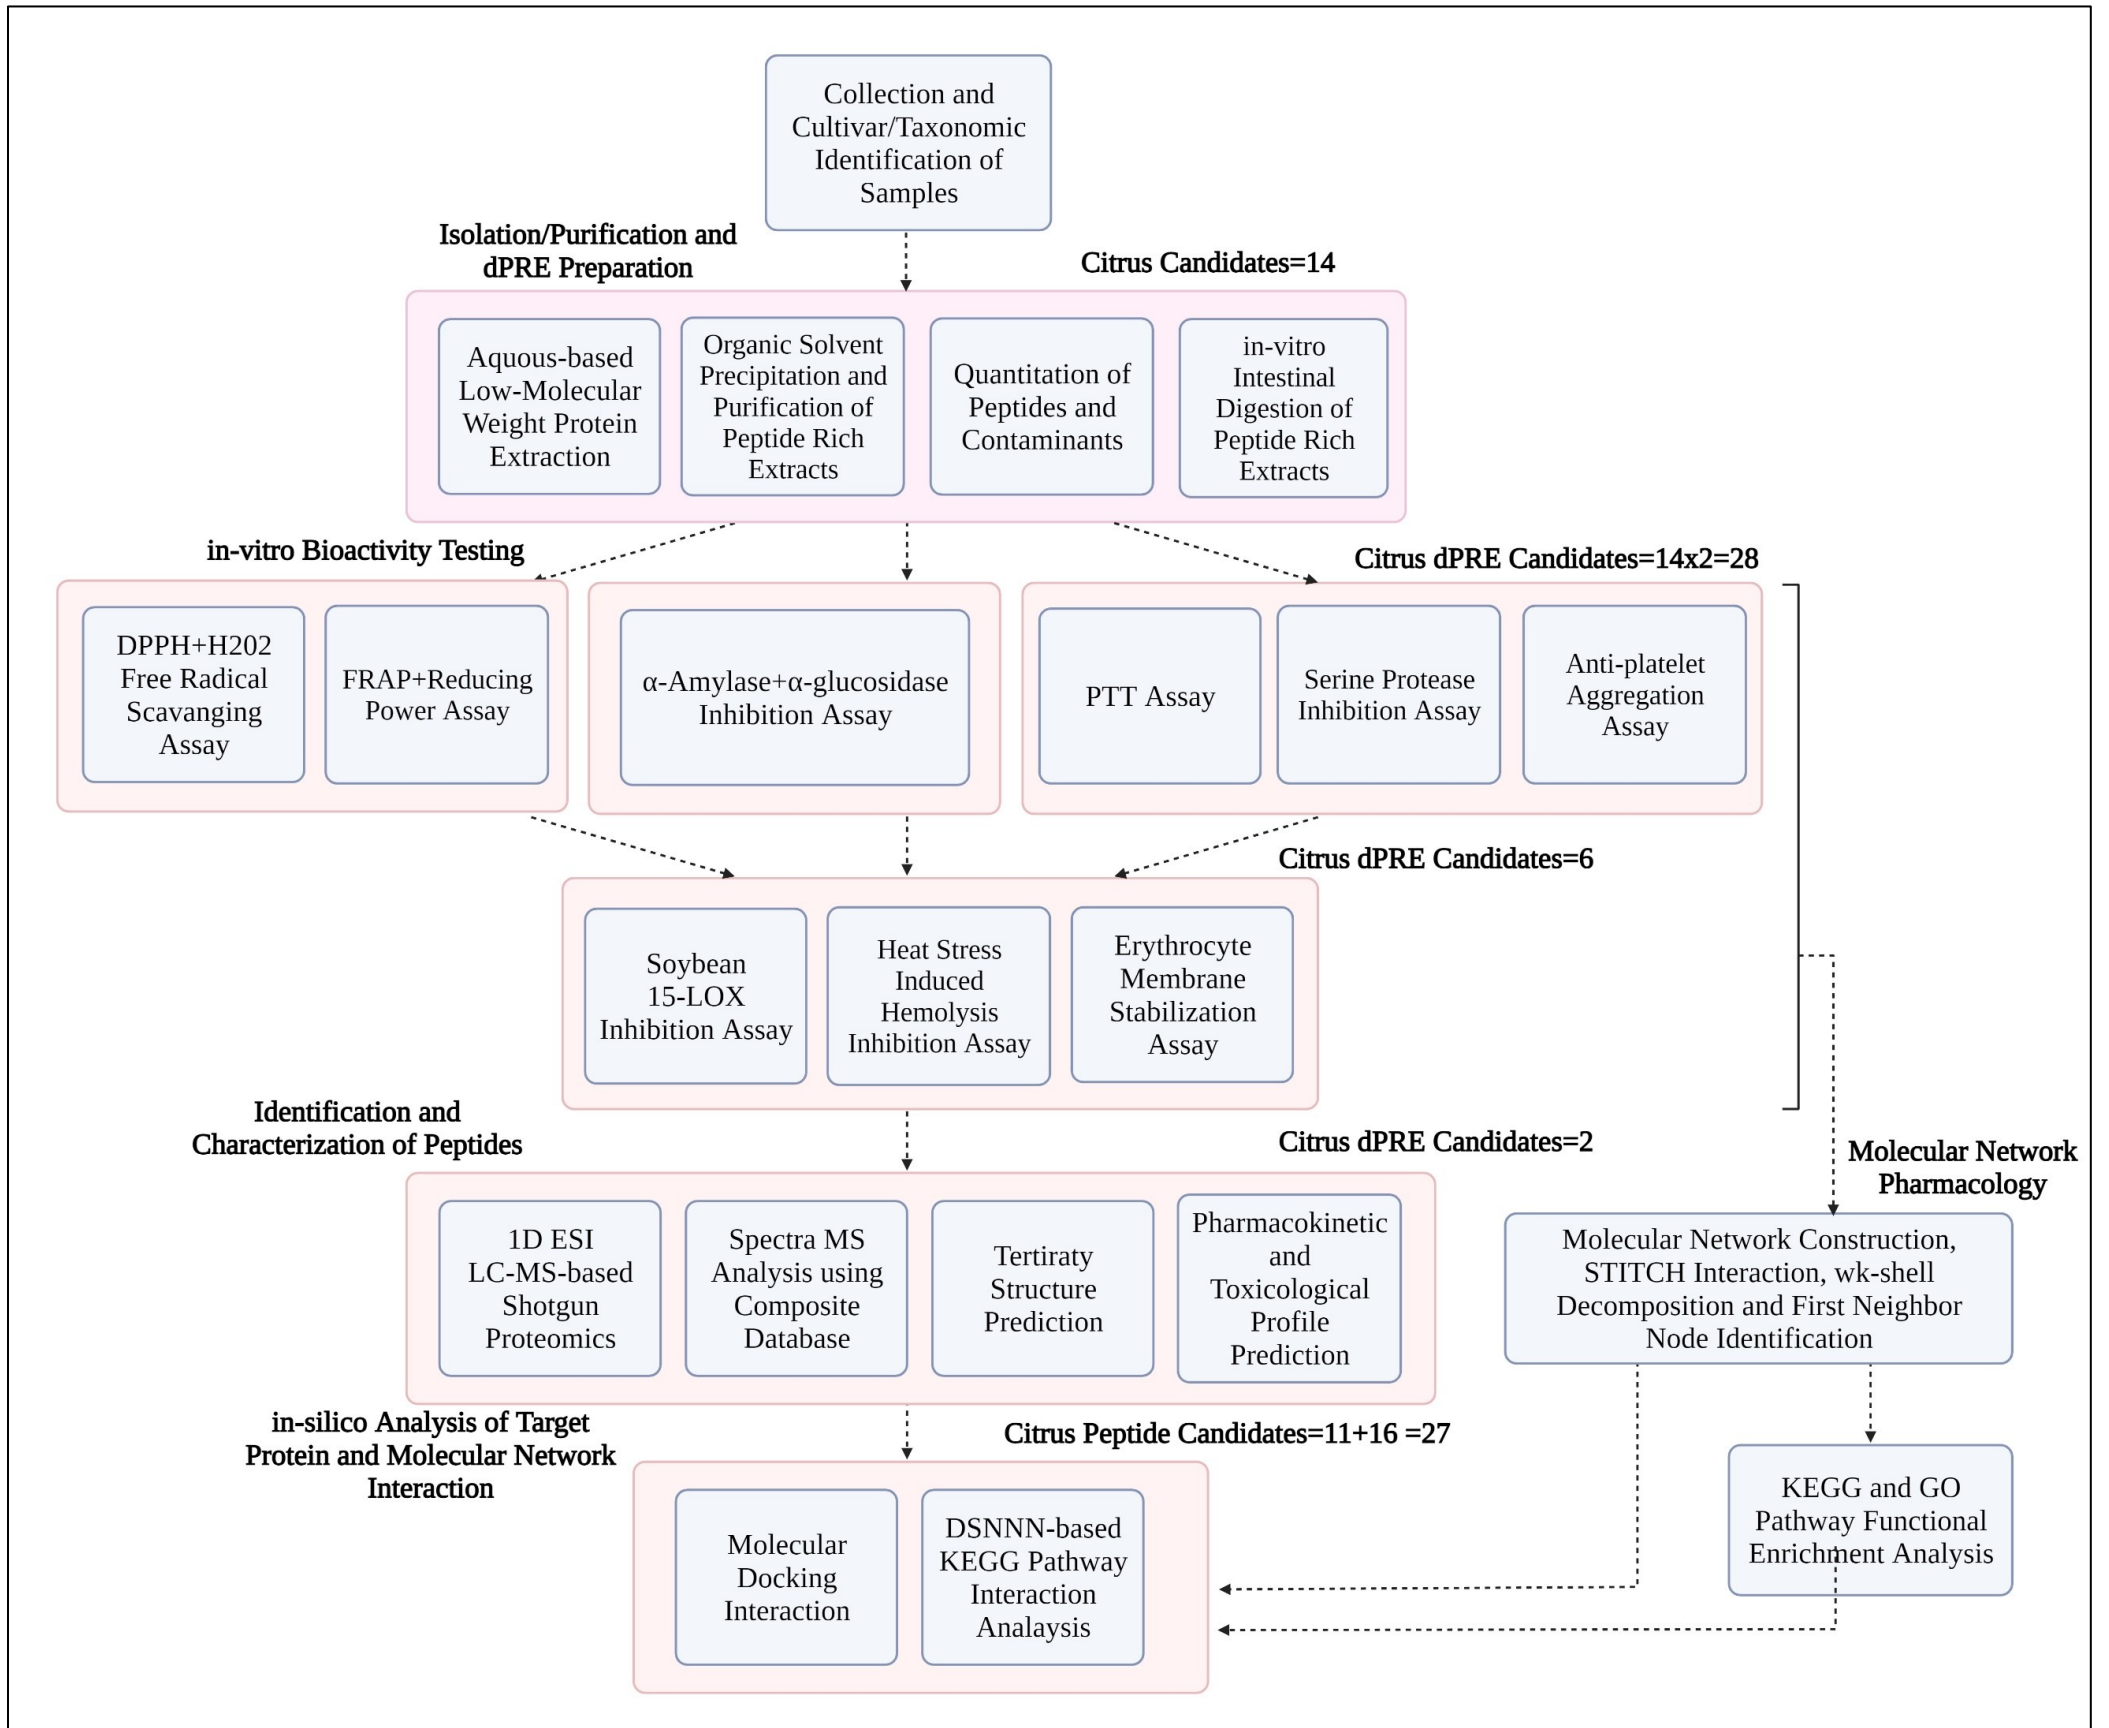 Collection and
Cultivar/Taxonomic
Identification of
Samples
Isolation/Purification and
dPRE Preparation
Citrus Candidates=14
Aquous-based
Low-Molecular
Weight Protein
Extraction
Organic Solvent
Precipitation and
Purification of
Peptide Rich
Extracts
Quantitation of
Peptides and
Contaminants
in-vitro
Intestinal
Digestion of
Peptide Rich
Extracts
in-vitro Bioactivity Testing
Citrus dPRE Candidates=14x2=28
DPPH+H202
Free Radical
Scavanging
Assay
FRAP+Reducing
Power Assay
α-Amylase+α-glucosidase
Inhibition Assay
PTT Assay
Serine Protease
Inhibition Assay
Anti-platelet
Aggregation
Assay
Citrus dPRE Candidates=6
Soybean
15-LOX
Inhibition Assay
Heat Stress
Induced
Hemolysis
Inhibition Assay
Erythrocyte
Membrane
Stabilization
Assay
Identification and
Characterization of Peptides
Citrus dPRE Candidates=2
Molecular Network
Pharmacology
1D ESI
LC-MS-based
Shotgun
Proteomics
Spectra MS
Analysis using
Composite
Database
Tertiraty
Structure
Prediction
Pharmacokinetic
and
Toxicological
Profile
Prediction
Molecular Network Construction,
STITCH Interaction, wk-shell
Decomposition and First Neighbor
Node Identification
in-silico Analysis of Target
Protein and Molecular Network
Interaction
Citrus Peptide Candidates=11+16 =27
Molecular
Docking
Interaction
DSNNN-based
KEGG Pathway
Interaction
Analaysis
KEGG and GO
Pathway Functional
Enrichment Analysis